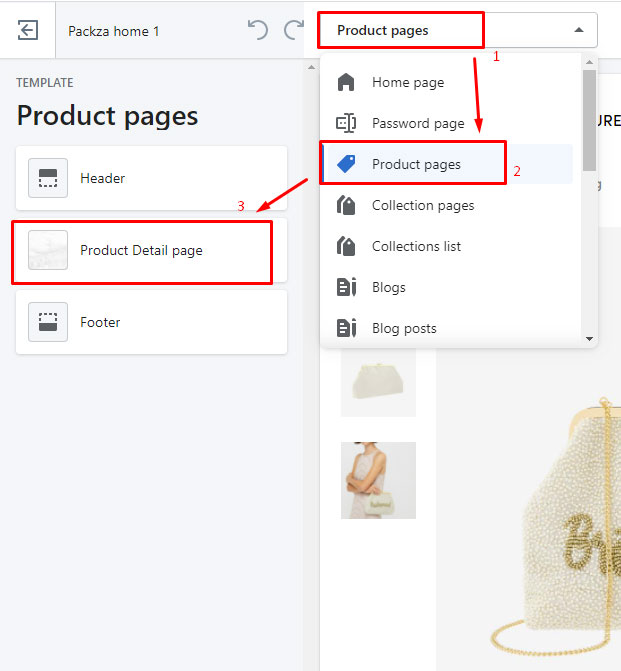 Packza home 1
Product pages
1
TEMPLATE
Product pages
Header
Product Detail page
Footer
Home page
Password page
Product pages
2
Collection pages
Collections list
Blogs
Blog posts
3
URE
g
Bri